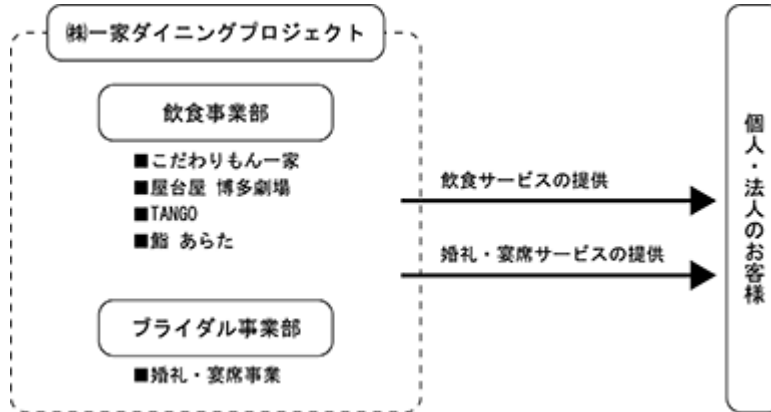 ㈱一家ダイニングプロジェクト
飲食事業部
■こだわりもん一家
■屋台屋 博多劇場
■TANGO
■鮨 あらた
ブライダル事業部
■婚礼・宴席事業
飲食サービスの提供
婚礼・宴席サービスの提供
個人・法人のお客様